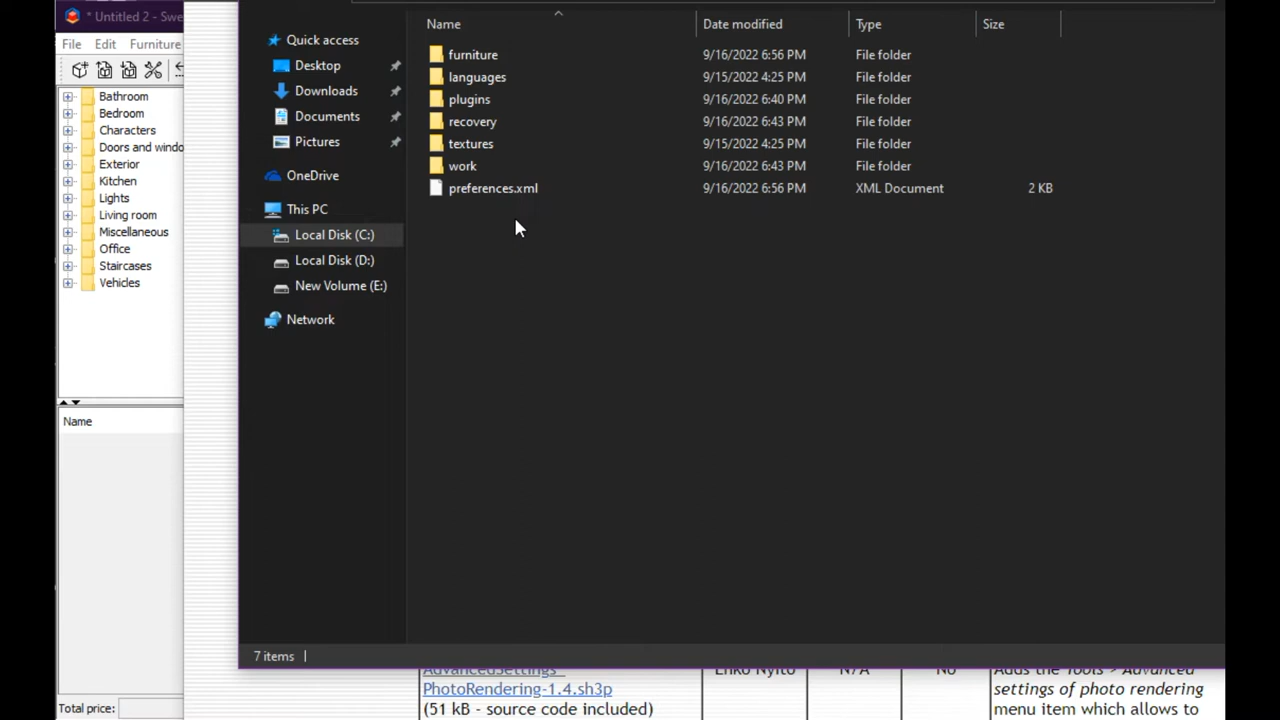 * Untitled 2 - Swe
File Edit Furniture
Bathroom
Bedroom
Characters
Doors and windo
Exterior
Kitchen
Lights
Living room
Miscellaneous
Office
Staircases
Vehicles
Name
Total price:
Quick access
Desktop
Downloads
Documents
Pictures
OneDrive
This PC
Local Disk (C:)
Local Disk (D:)
New Volume (E:)
Network
Name Date modified Type Size
furniture 9/16/2022 6:56 PM File folder
languages 9/15/2022 4:25 PM File folder
plugins 9/16/2022 6:40 PM File folder
recovery 9/16/2022 6:43 PM File folder
textures 9/15/2022 4:25 PM File folder
work 9/16/2022 6:43 PM File folder
preferences.xml 9/16/2022 6:56 PM XML Document 2 KB
7 items
AdvancedSettings N/A No Adds the Tools > Advanced
PhotoRendering-1.4.sh3p settings of photo rendering
(51 kB - source code included) menu item which allows to